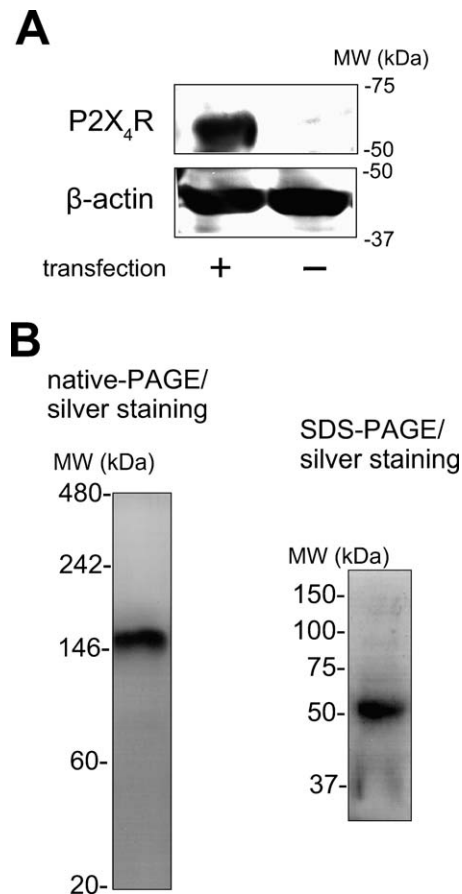 A
MW (kDa)
-75
P2X₄R
-50
-50
β-actin
-37
transfection + −
B
native-PAGE/
silver staining
MW (kDa)
480-
242-
146-
60-
20-
SDS-PAGE/
silver staining
MW (kDa)
150-
100-
75-
50-
37-